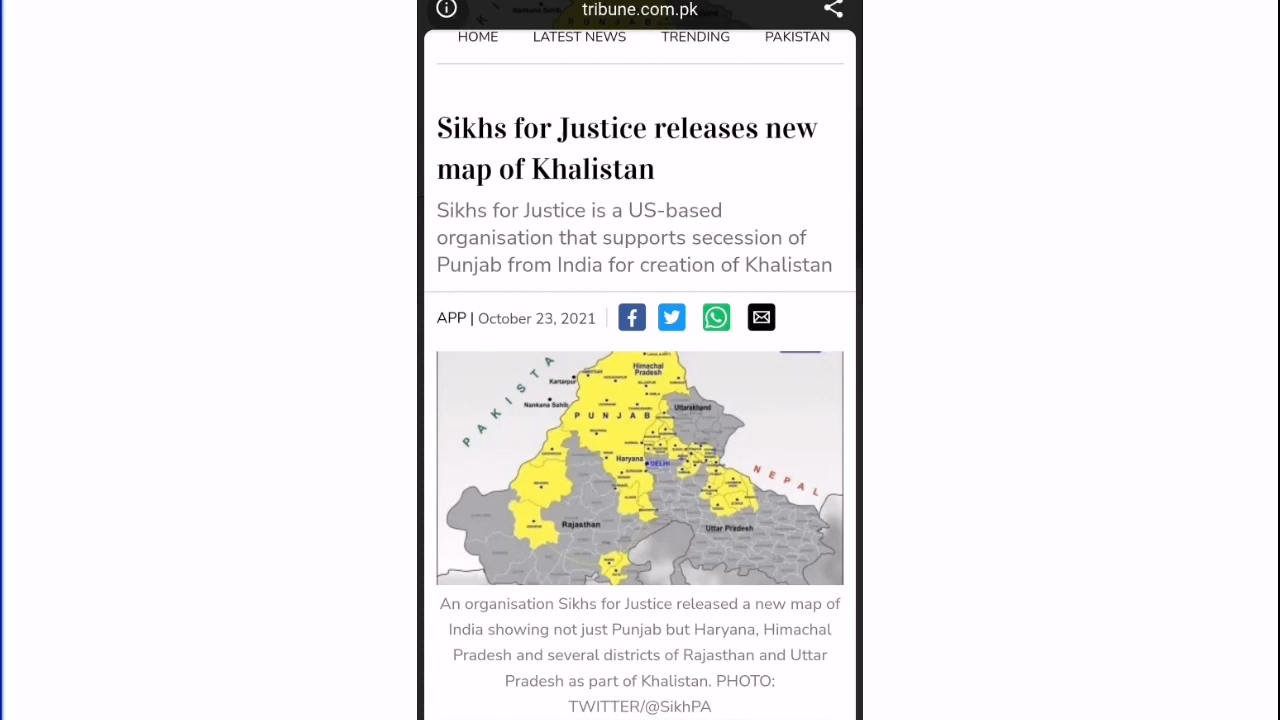 tribune.com.pk
HOME LATEST NEWS TRENDING PAKISTAN
Sikhs for Justice releases new
map of Khalistan
Sikhs for Justice is a US-based
organisation that supports secession of
Punjab from India for creation of Khalistan
APP | October 23, 2021
PAKISTA
Himachal
Pradesh
Kartarpur
Nankana Sahib
PUNJAB
Uttarakhand
Haryana
DELHI
NEPAL
Rajasthan
Uttar Pradesh
An organisation Sikhs for Justice released a new map of
India showing not just Punjab but Haryana, Himachal
Pradesh and several districts of Rajasthan and Uttar
Pradesh as part of Khalistan. PHOTO:
TWITTER/@SikhPA